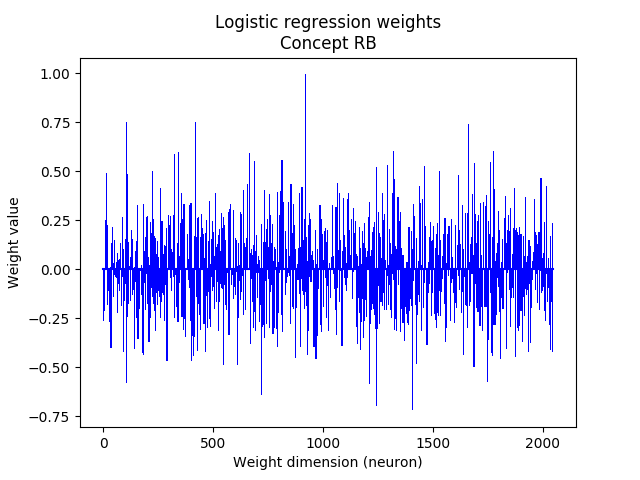 Logistic regression weights
Concept RB
1.00
0.75
0.50
0.25
0.00
−0.25
−0.50
−0.75
Weight value
0 500 1000 1500 2000
Weight dimension (neuron)